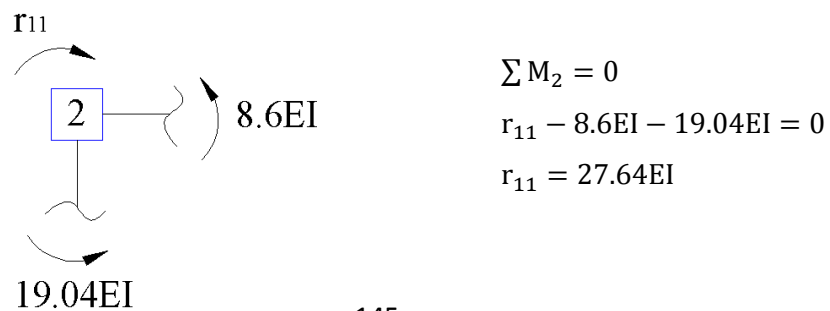 r₁₁
2
8.6EI
19.04EI
∑ M₂ = 0
r₁₁ − 8.6EI − 19.04EI = 0
r₁₁ = 27.64EI